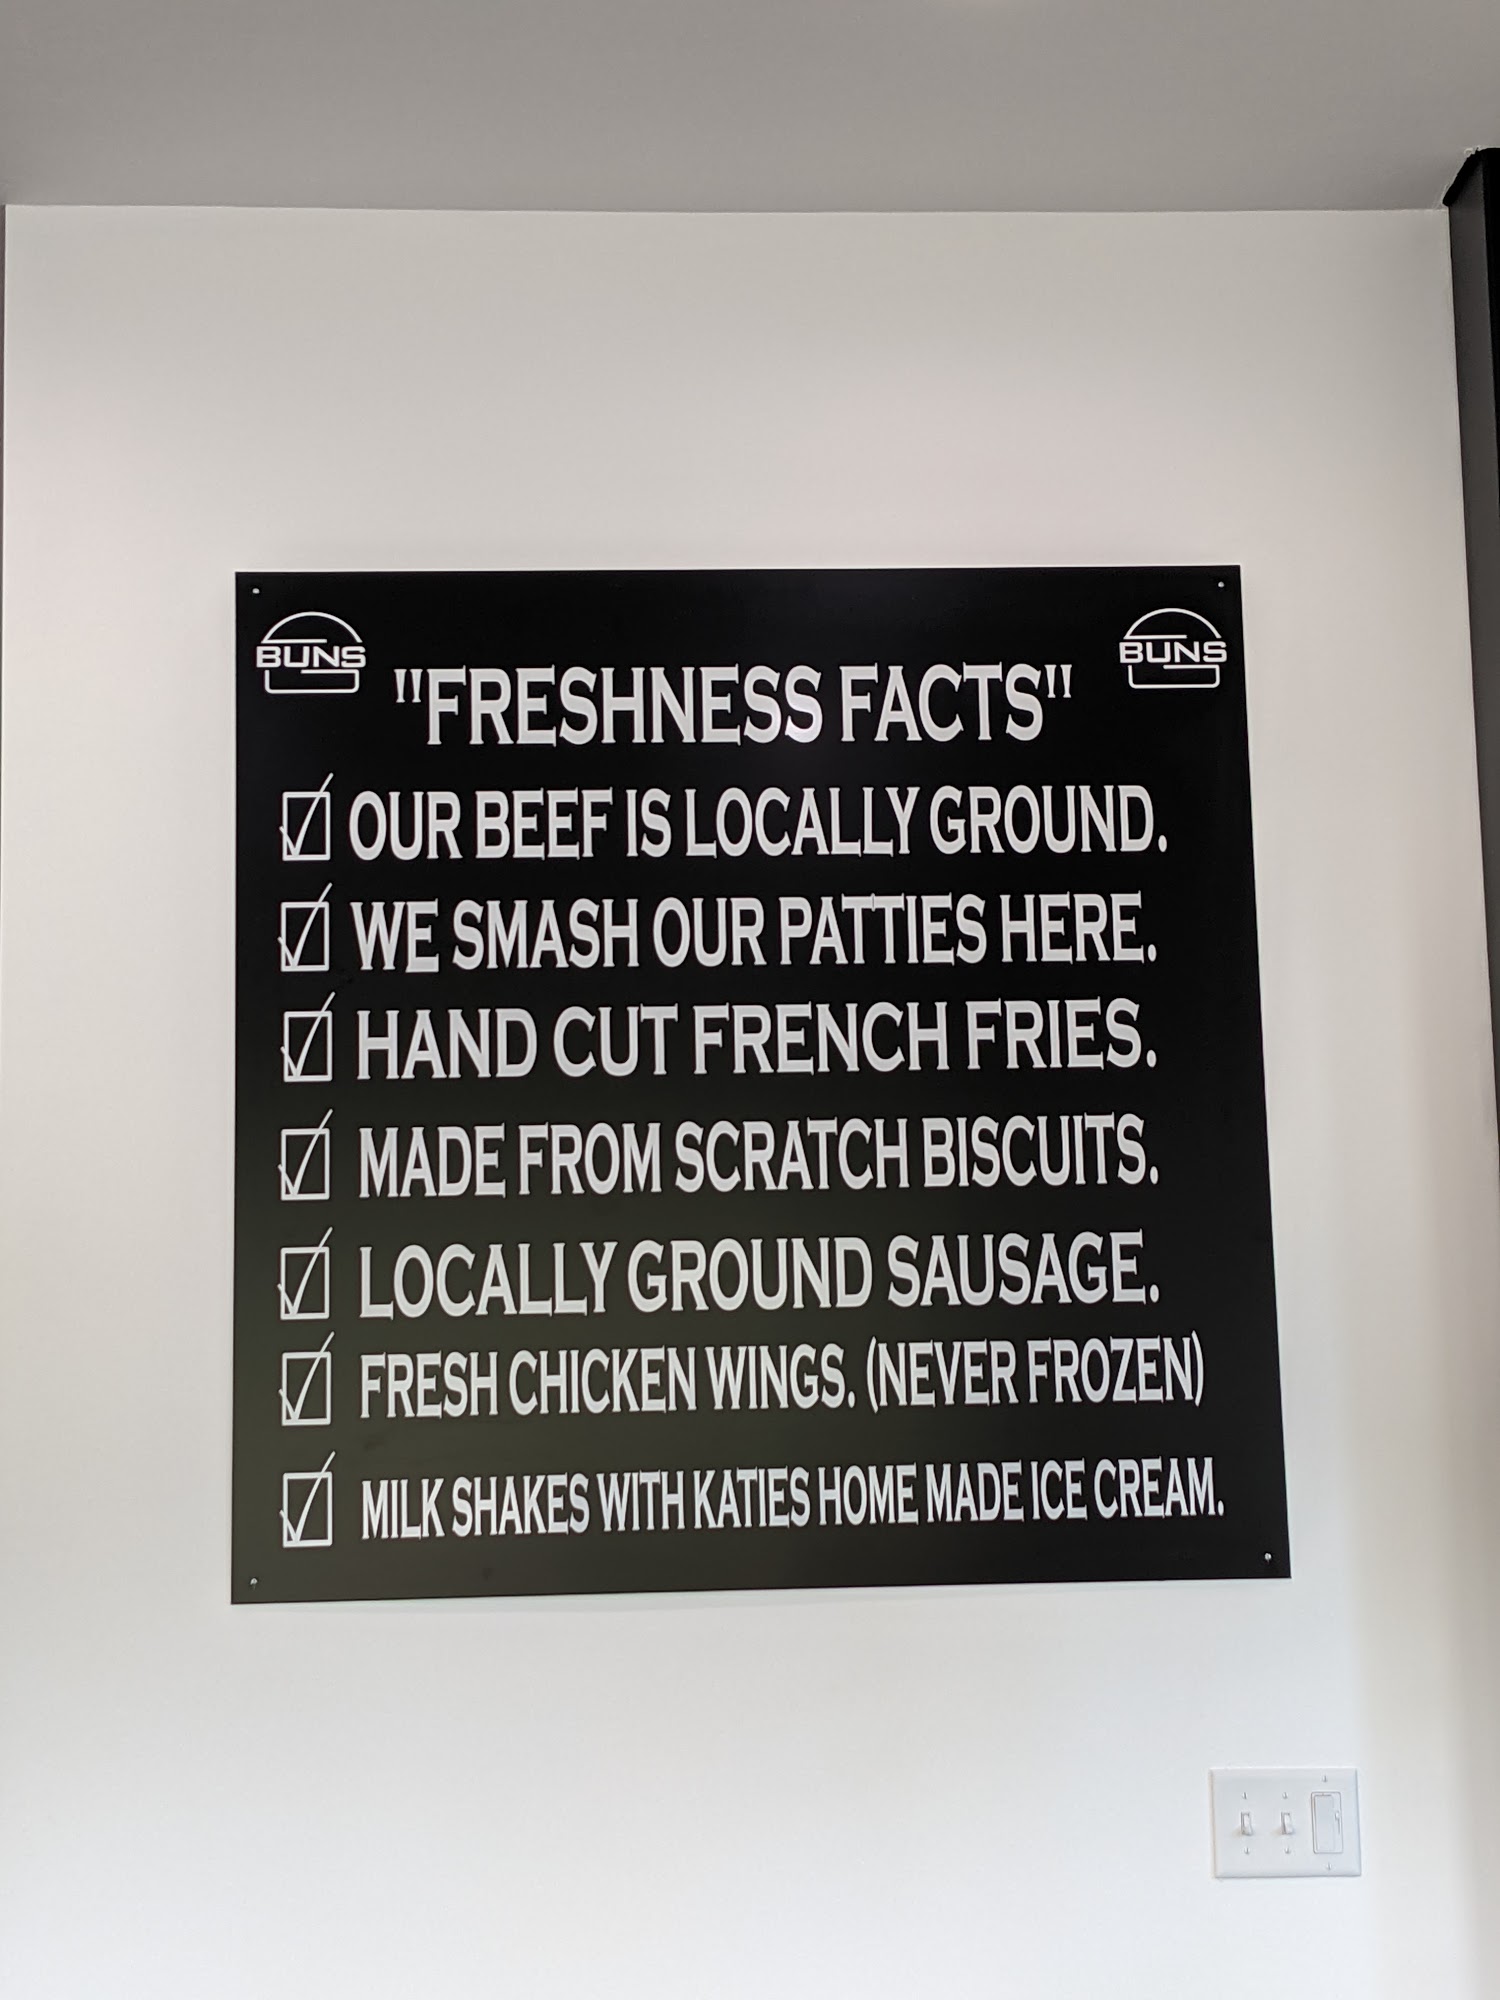 BUNS
BUNS
"FRESHNESS FACTS"
OUR BEEF IS LOCALLY GROUND.
WE SMASH OUR PATTIES HERE.
HAND CUT FRENCH FRIES.
MADE FROM SCRATCH BISCUITS.
LOCALLY GROUND SAUSAGE.
FRESH CHICKEN WINGS. (NEVER FROZEN)
MILK SHAKES WITH KATIES HOME MADE ICE CREAM.